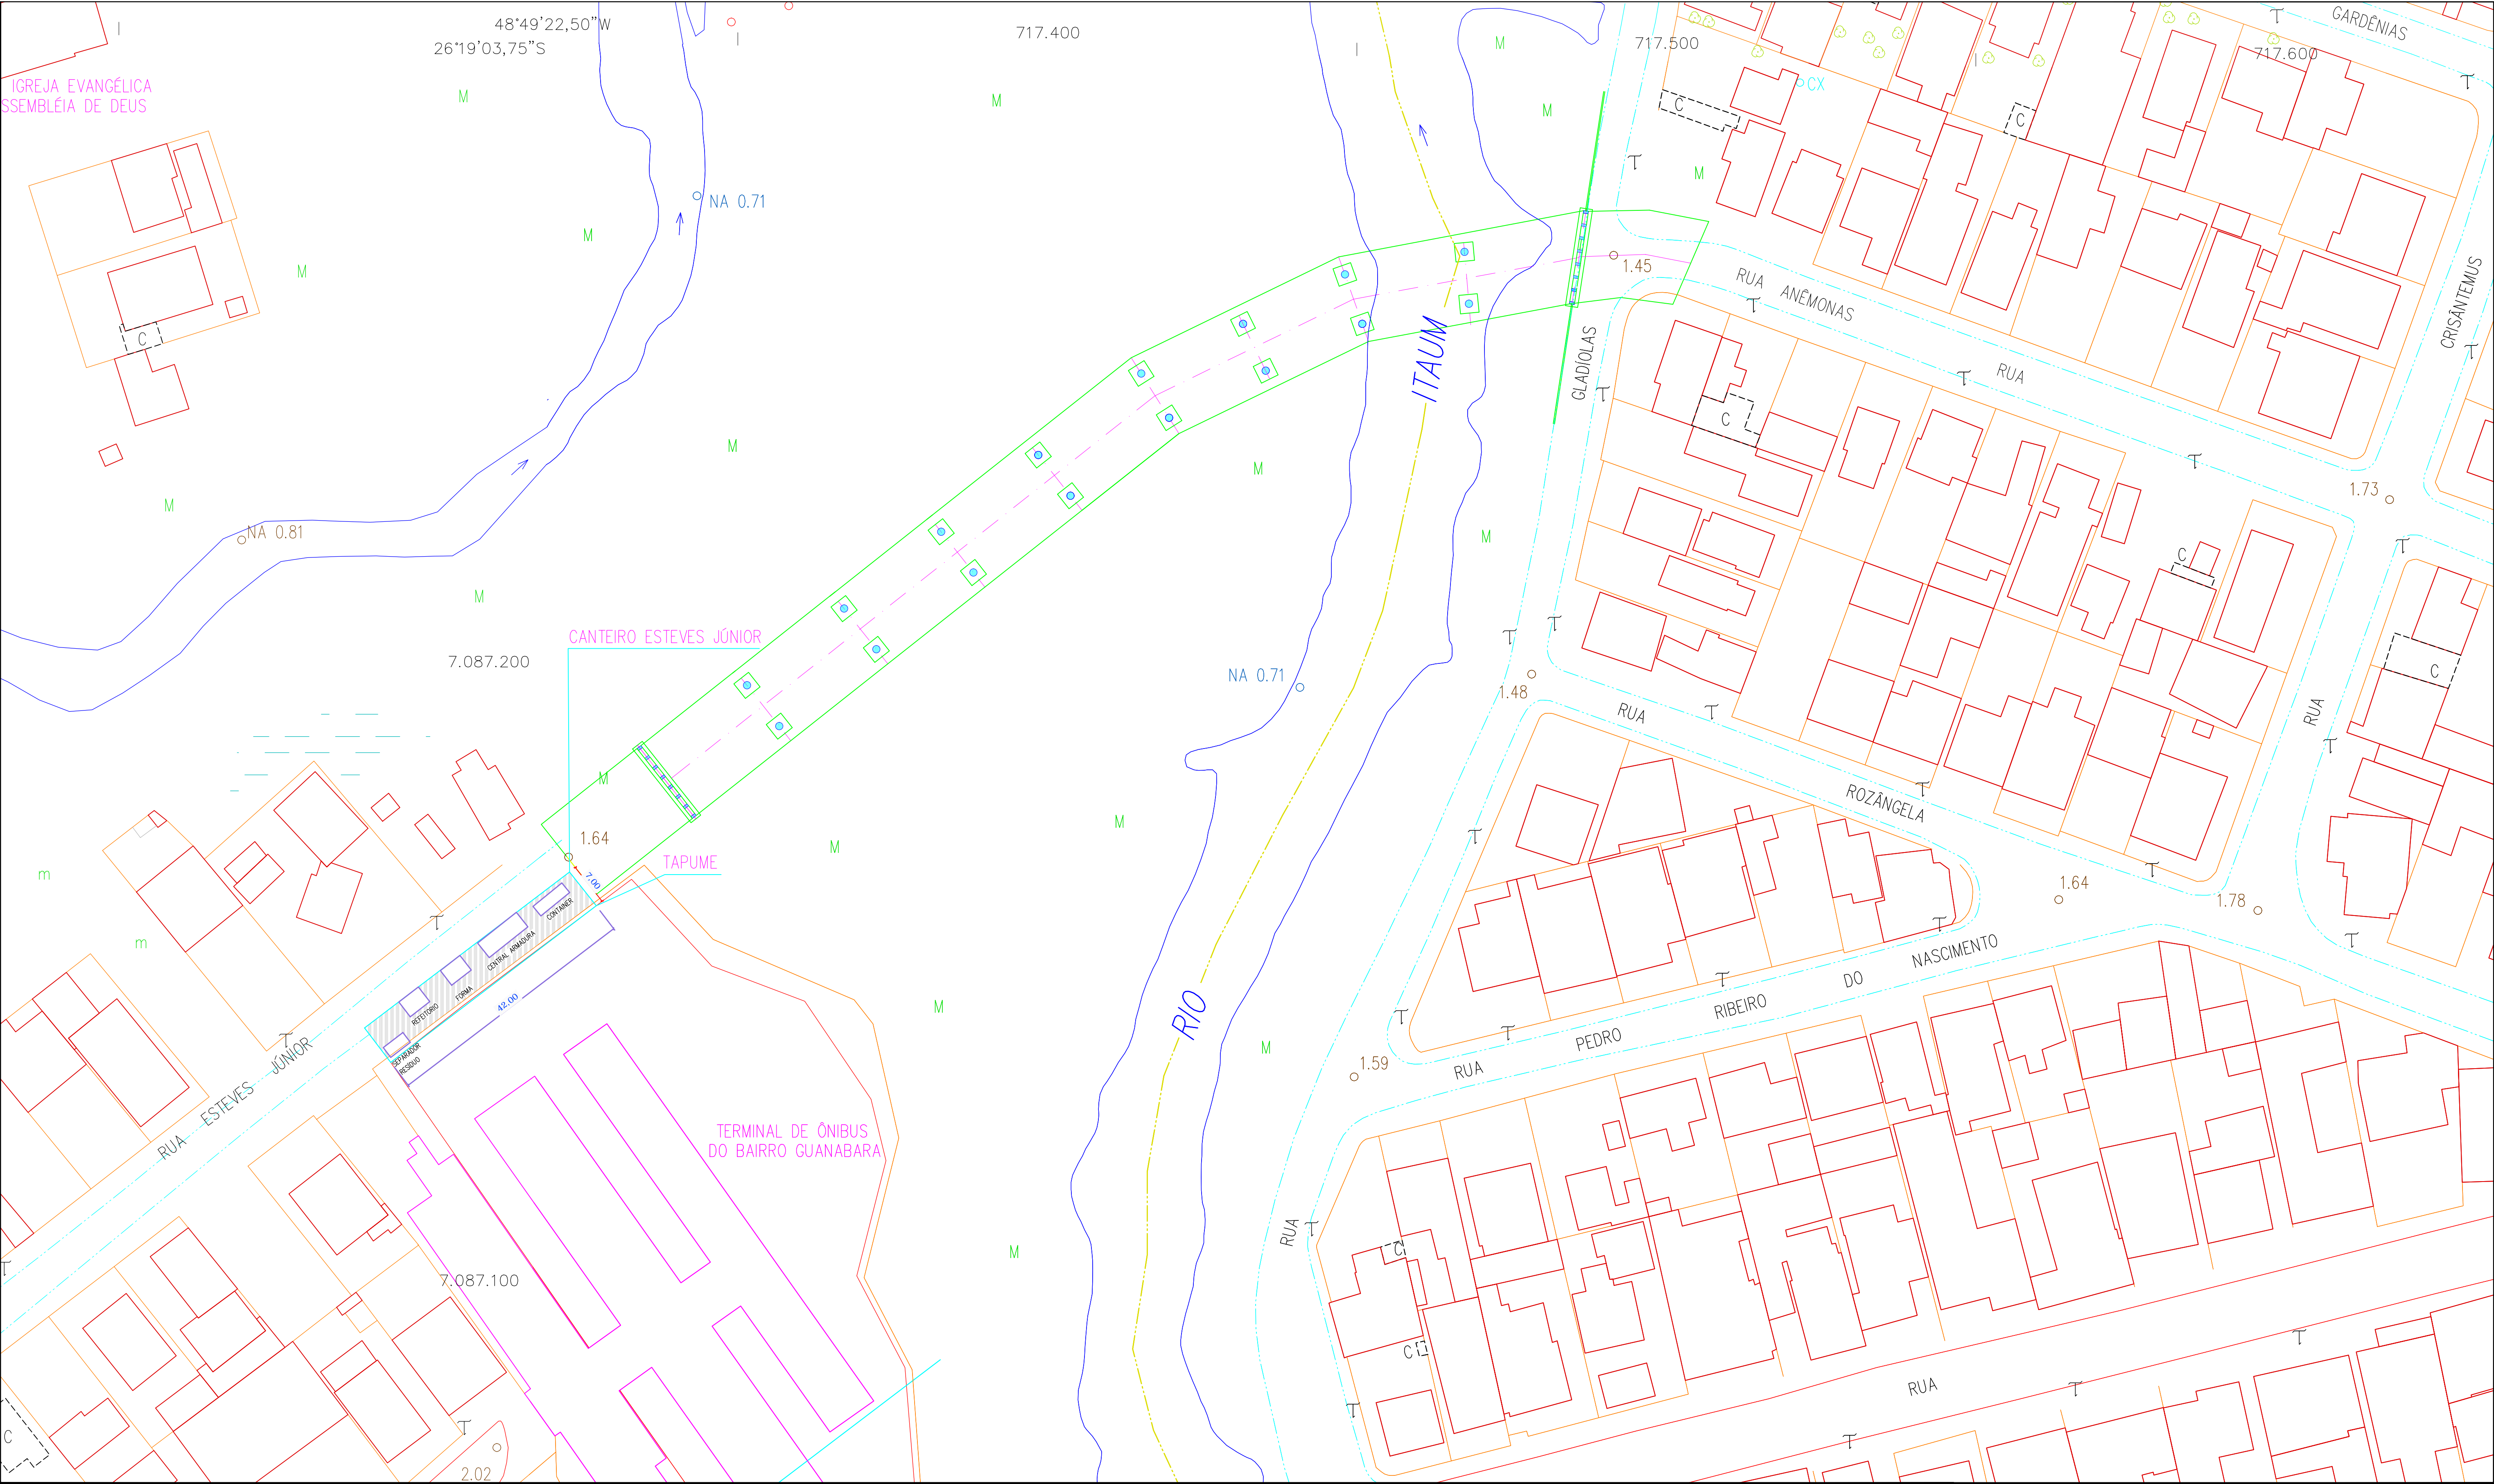 48°49'22,50"W
26°19'03,75"S
717.400
717.500
717.600
GARDÊNIAS
IGREJA EVANGÉLICA
SSEMBLÉIA DE DEUS
M
M
M
M
M
CX
C
C
NA 0.71
M
M
M
C
1.45
RUA ANÊMONAS
RUA
CRISÂNTEMUS
GLADÍOLAS
ITAUM
C
M
M
M
M
NA 0.81
1.73
C
M
CANTEIRO ESTEVES JÚNIOR
7.087.200
NA 0.71
1.48
RUA
ROZÂNGELA
RUA
C
M
1.64
M
M
TAPUME
7.00
m
m
CONTAINER
CENTRAL ARMADURA
FORMA
REFEITORIO
SEPARADOR
RESÍDUO
42.00
1.64
1.78
M
M
RIO
1.59
RUA
PEDRO
RIBEIRO
DO
NASCIMENTO
RUA
ESTEVES
JÚNIOR
TERMINAL DE ÔNIBUS
DO BAIRRO GUANABARA
M
RUA
C
7.087.100
C
RUA
C
2.02